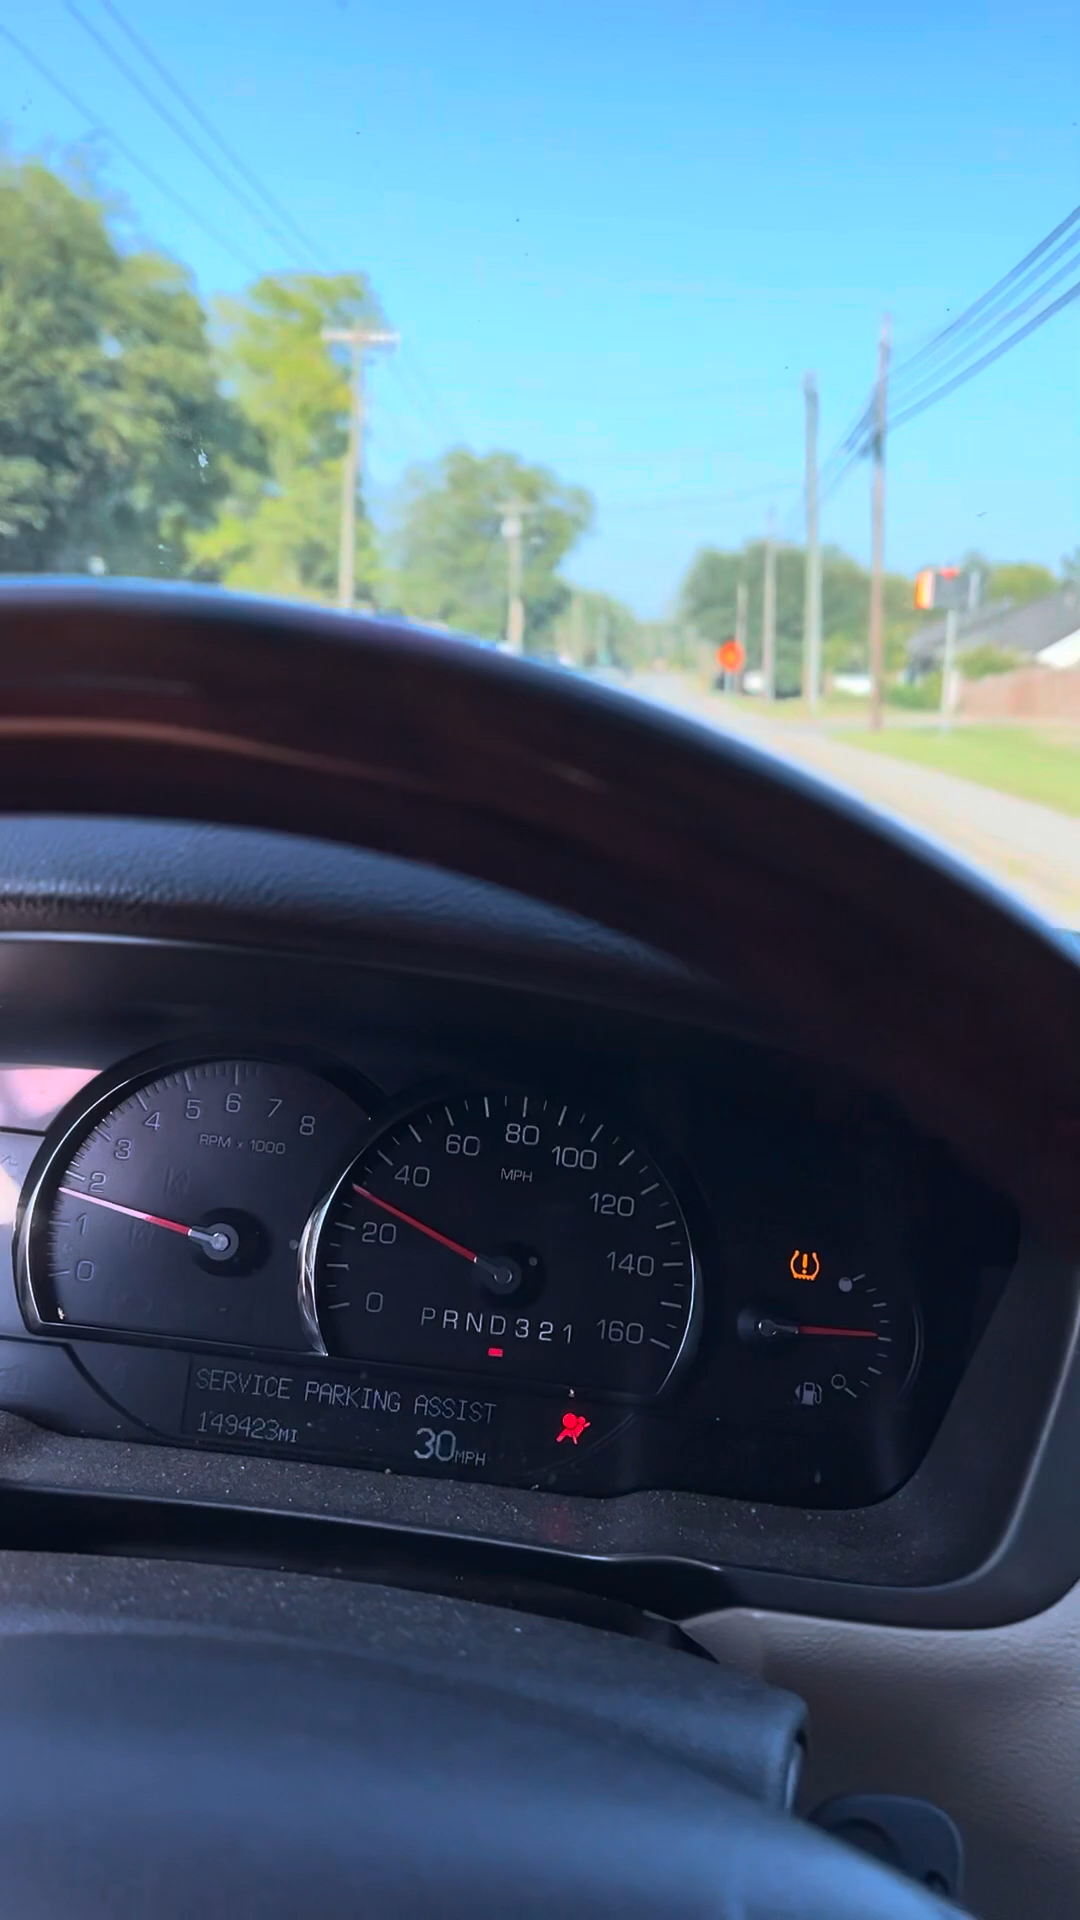 0 1 2 3 4 5 6 7 8
RPM x 1000
0 20 40 60 80 100 120 140 160
MPH
PRND321
SERVICE PARKING ASSIST
149423MI
30MPH